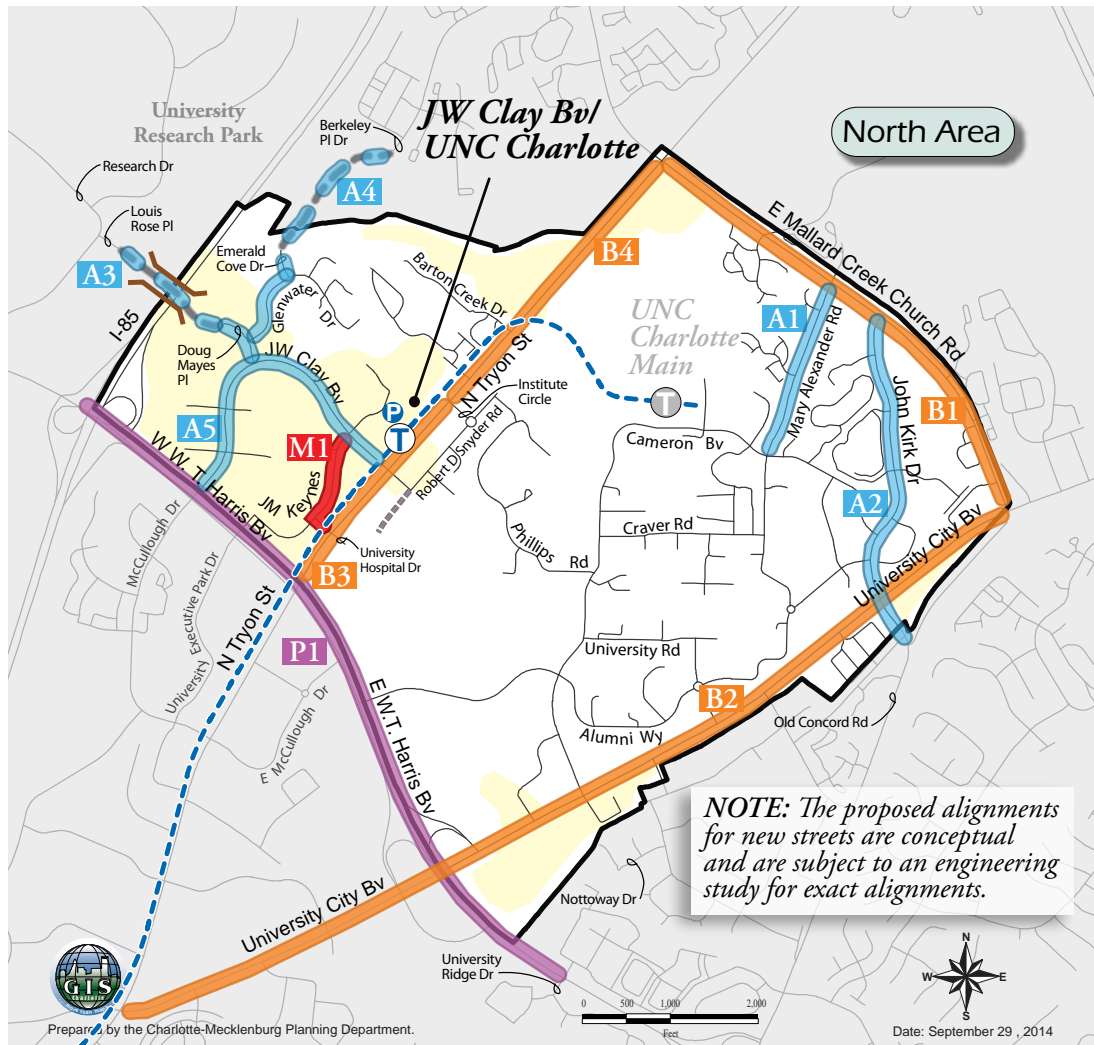 University
Research Park
Berkeley
Pl Dr
JW Clay Bv/
UNC Charlotte
North Area
Research Dr
Louis
Rose Pl
A4
A3
Emerald
Cove Dr
I-85
Glenwater Dr
Doug
Mayes
Pl
JW Clay Bv
Barton Creek Dr
B4
E Mallard Creek Church Rd
UNC
Charlotte
Main
A1
Mary Alexander Rd
John Kirk Dr
B1
N Tryon St
Institute
Circle
P
T
T
A5
M1
W W. T. Harris Bv
JM Keynes
Robert D Snyder Rd
Cameron Bv
Craver Rd
Phillips
Rd
A2
University City Bv
McCullough Dr
University Executive Park Dr
University
Hospital Dr
B3
N Tryon St
P1
E McCullough Dr
E W.T. Harris Bv
University Rd
B2
Alumni Wy
Old Concord Rd
NOTE: The proposed alignments
for new streets are conceptual
and are subject to an engineering
study for exact alignments.
Nottoway Dr
University City Bv
University
Ridge Dr
GIS
N
W
E
S
0 500 1,000 2,000
Feet
Prepared by the Charlotte-Mecklenburg Planning Department.
Date: September 29 , 2014